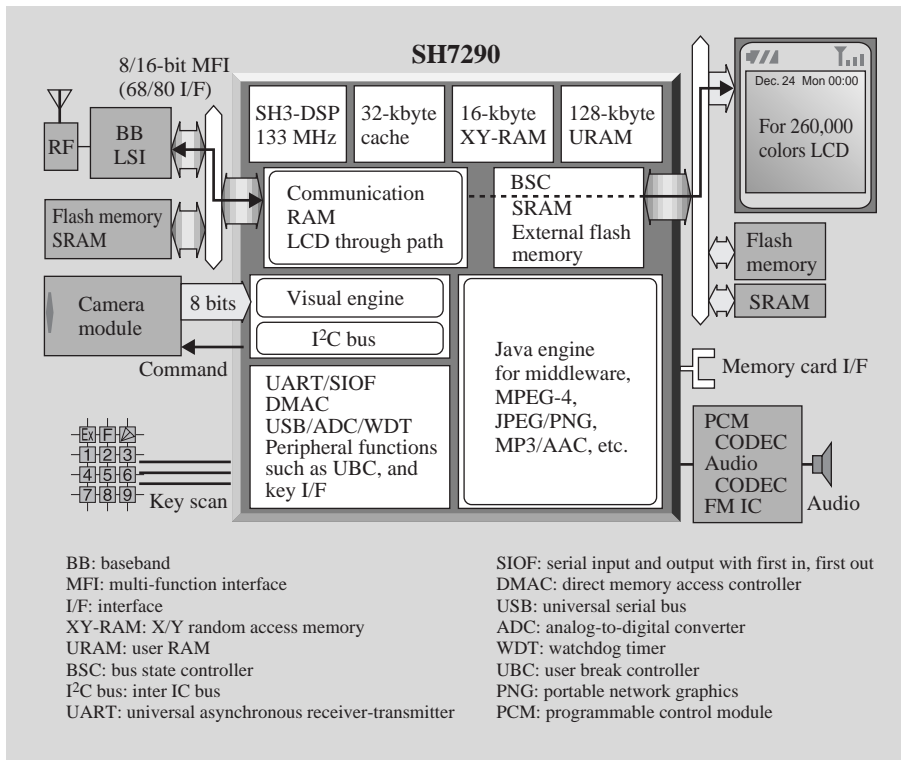 SH7290
8/16-bit MFI
(68/80 I/F)
RF
BB
LSI
Flash memory
SRAM
SH3-DSP
133 MHz
32-kbyte
cache
16-kbyte
XY-RAM
128-kbyte
URAM
Communication
RAM
LCD through path
BSC
SRAM
External flash
memory
Dec. 24 Mon 00:00
For 260,000
colors LCD
Flash
memory
SRAM
Camera
module
8 bits
Command
Visual engine
I²C bus
UART/SIOF
DMAC
USB/ADC/WDT
Peripheral functions
such as UBC, and
key I/F
Java engine
for middleware,
MPEG-4,
JPEG/PNG,
MP3/AAC, etc.
Memory card I/F
PCM
CODEC
Audio
CODEC
FM IC
Audio
Ex F
1 2 3
4 5 6
7 8 9
Key scan
BB: baseband
MFI: multi-function interface
I/F: interface
XY-RAM: X/Y random access memory
URAM: user RAM
BSC: bus state controller
I²C bus: inter IC bus
UART: universal asynchronous receiver-transmitter
SIOF: serial input and output with first in, first out
DMAC: direct memory access controller
USB: universal serial bus
ADC: analog-to-digital converter
WDT: watchdog timer
UBC: user break controller
PNG: portable network graphics
PCM: programmable control module